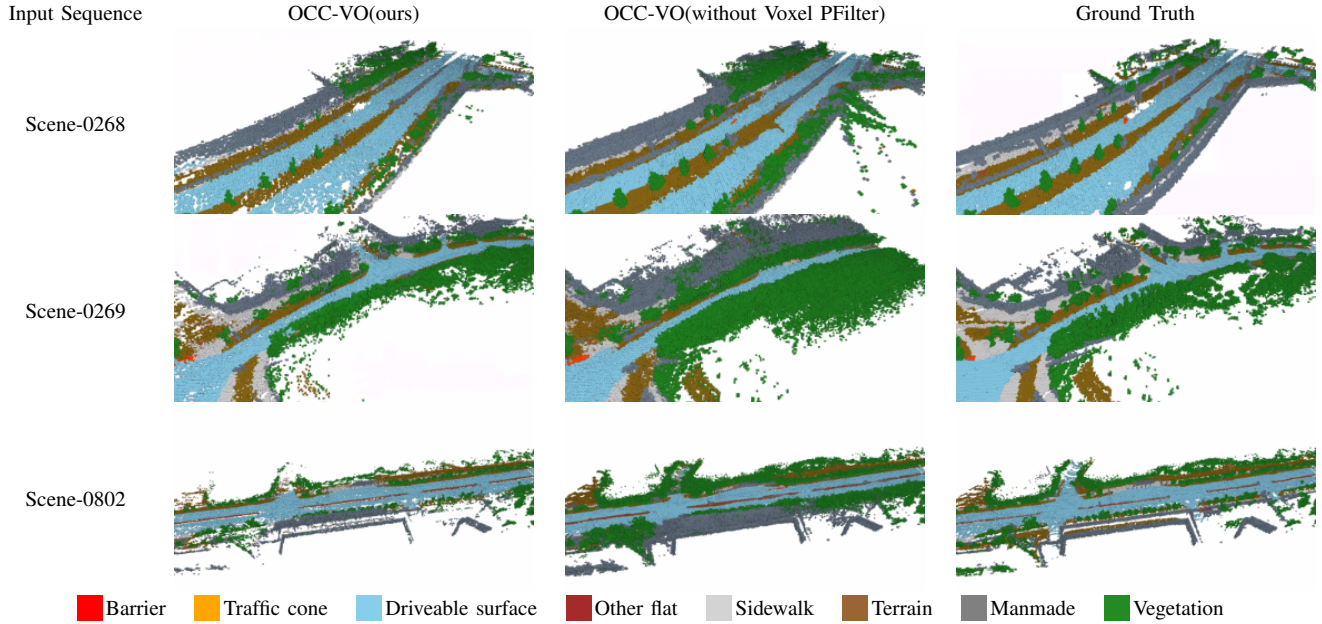 Input Sequence OCC-VO(ours) OCC-VO(without Voxel PFilter) Ground Truth
Scene-0268
Scene-0269
Scene-0802
Barrier Traffic cone Driveable surface Other flat Sidewalk Terrain Manmade Vegetation